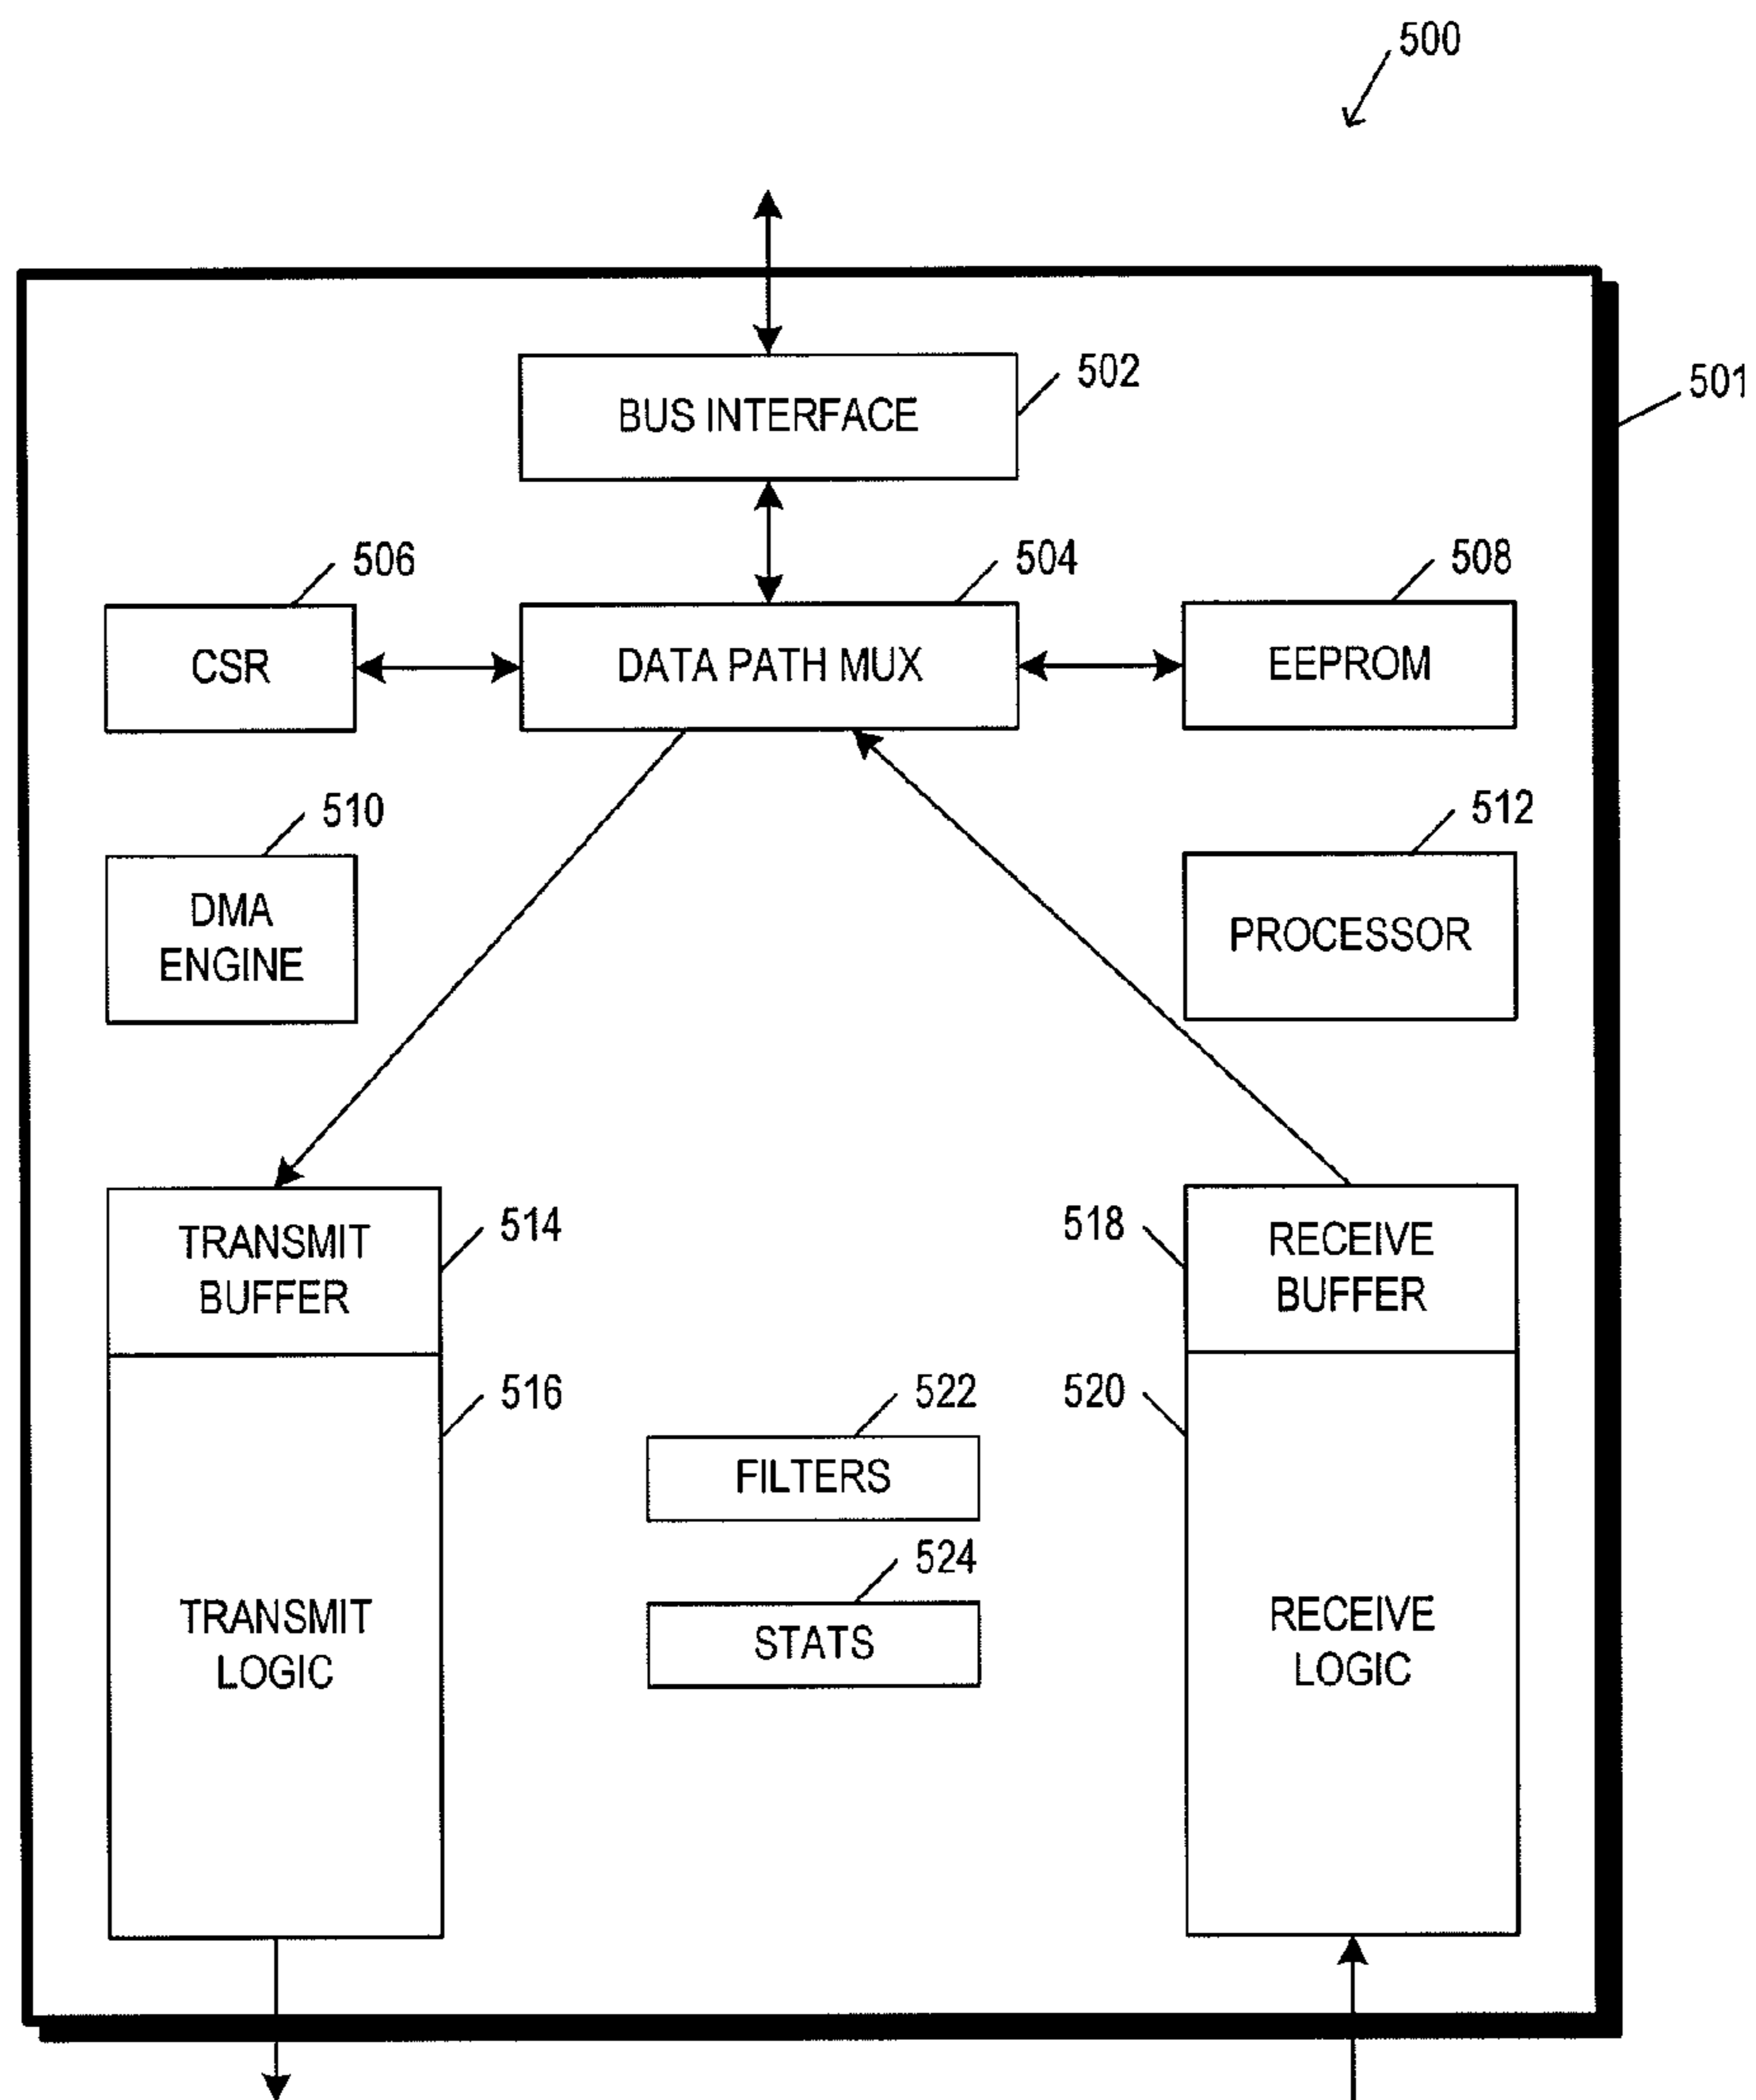 500
502
BUS INTERFACE
501
506
504
508
CSR
DATA PATH MUX
EEPROM
510
512
DMA
ENGINE
PROCESSOR
514
518
TRANSMIT
BUFFER
RECEIVE
BUFFER
516
522
520
FILTERS
524
STATS
TRANSMIT
LOGIC
RECEIVE
LOGIC